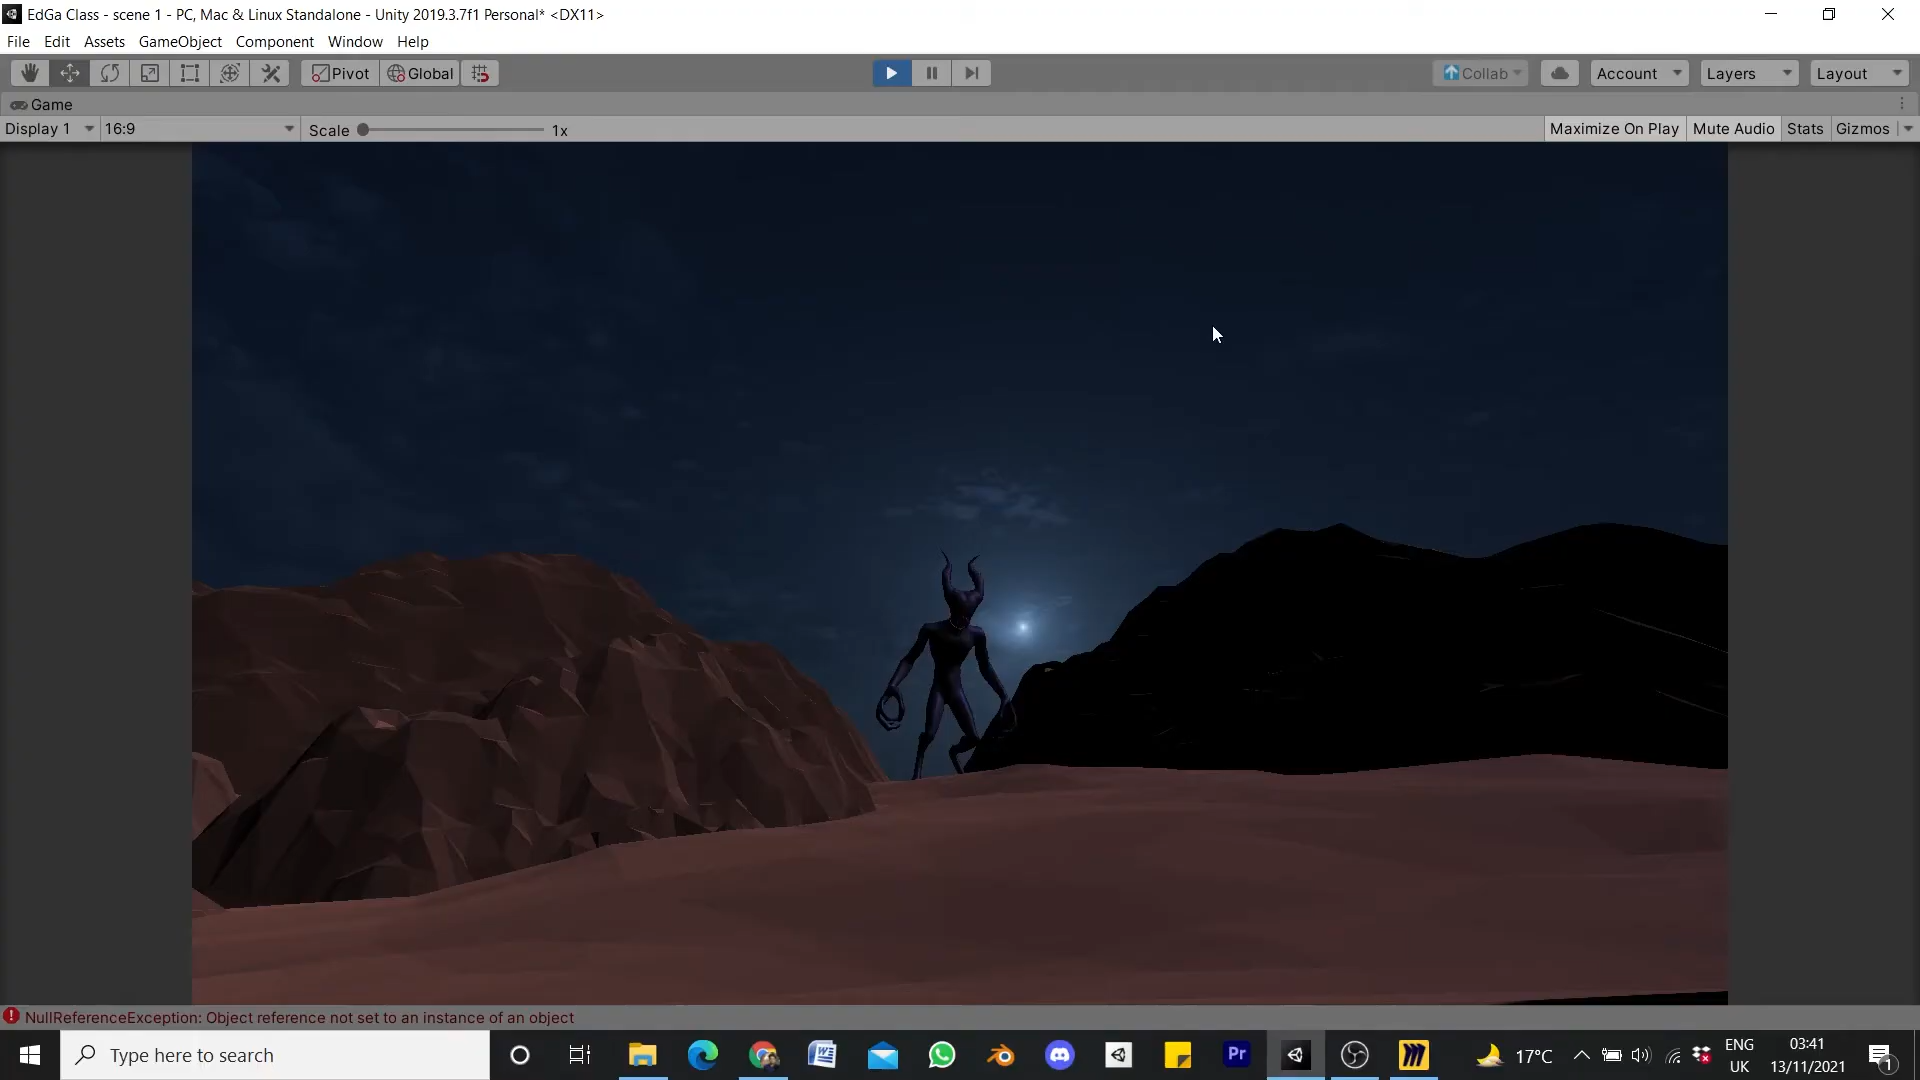 EdGa Class - scene 1 - PC, Mac & Linux Standalone - Unity 2019.3.7f1 Personal* <DX11>
File Edit Assets GameObject Component Window Help
Pivot Global Collab Account Layers Layout
Game
Display 1 16:9 Scale 1x Maximize On Play Mute Audio Stats Gizmos
NullReferenceException: Object reference not set to an instance of an object
Type here to search
Pr
17°C
ENG
UK
03:41
13/11/2021
1